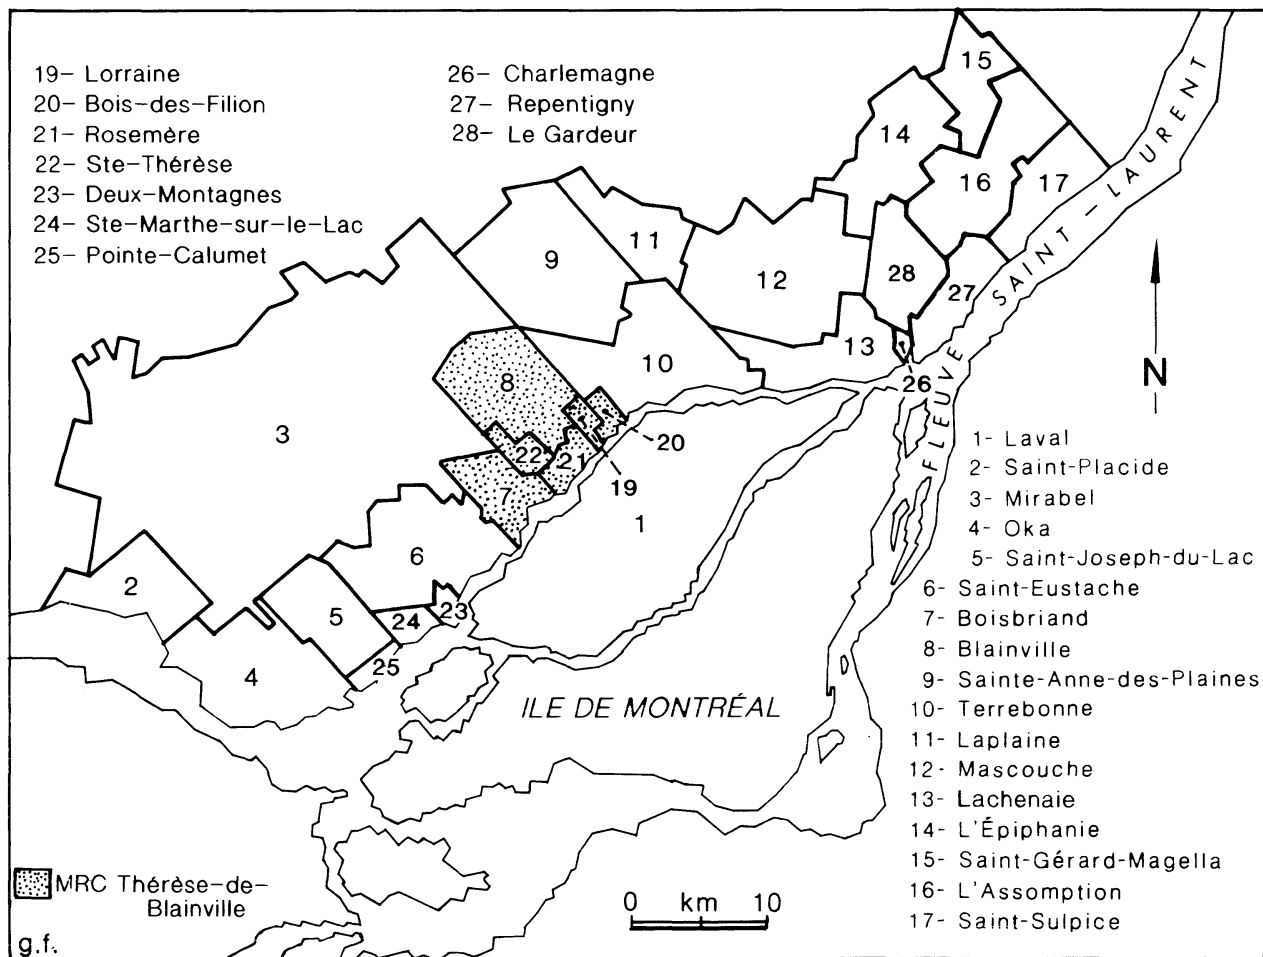 19- Lorraine
20- Bois-des-Filion
21- Rosemère
22- Ste-Thérèse
23- Deux-Montagnes
24- Ste-Marthe-sur-le-Lac
25- Pointe-Calumet
26- Charlemagne
27- Repentigny
28- Le Gardeur
15
14
16
17
11
9
12
28
27
13
10
26
8
3
20
22
21
19
7
1
6
2
5
24
23
25
4
FLEUVE SAINT-LAURENT
N
ILE DE MONTRÉAL
1- Laval
2- Saint-Placide
3- Mirabel
4- Oka
5- Saint-Joseph-du-Lac
6- Saint-Eustache
7- Boisbriand
8- Blainville
9- Sainte-Anne-des-Plaines
10- Terrebonne
11- Laplaine
12- Mascouche
13- Lachenaie
14- L'Épiphanie
15- Saint-Gérard-Magella
16- L'Assomption
17- Saint-Sulpice
MRC Thérèse-de-
Blainville
0 km 10
g.f.